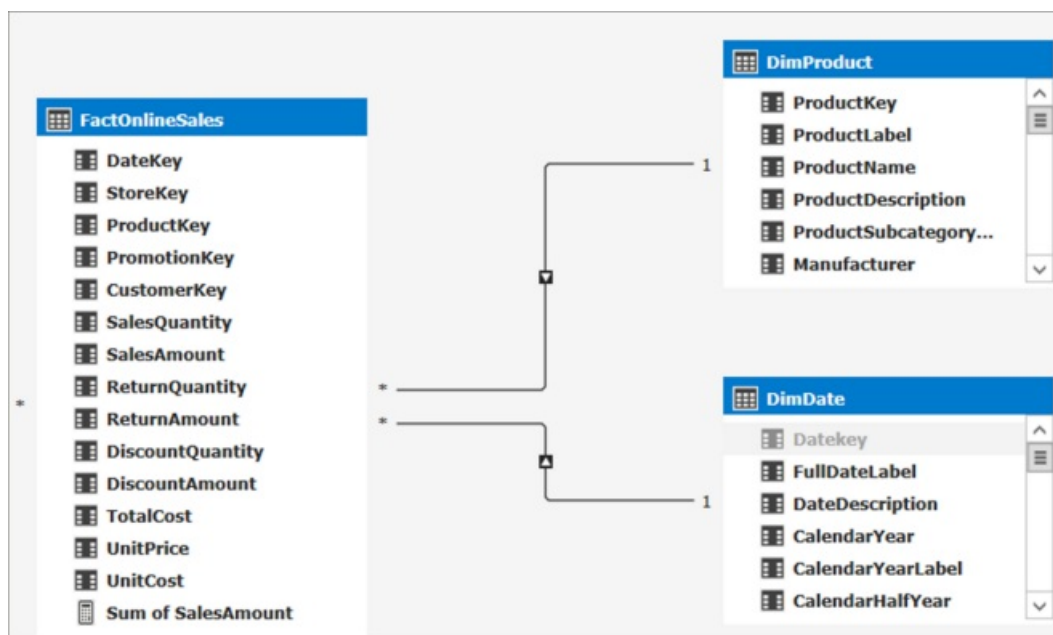 FactOnlineSales
DateKey
StoreKey
ProductKey
PromotionKey
CustomerKey
SalesQuantity
SalesAmount
ReturnQuantity
ReturnAmount
DiscountQuantity
DiscountAmount
TotalCost
UnitPrice
UnitCost
Sum of SalesAmount
*
*
*
DimProduct
ProductKey
ProductLabel
ProductName
ProductDescription
ProductSubcategory...
Manufacturer
1
DimDate
Datekey
FullDateLabel
DateDescription
CalendarYear
CalendarYearLabel
CalendarHalfYear
1